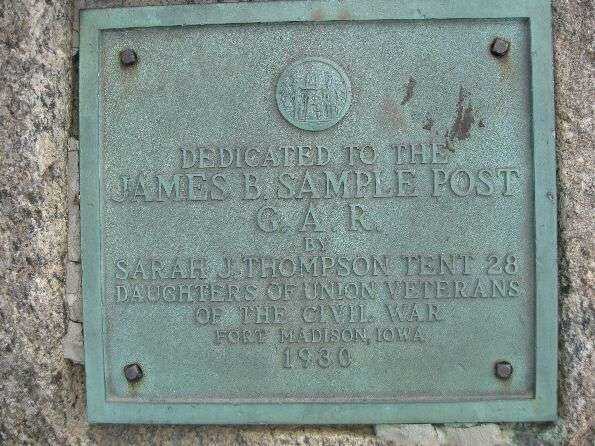 DEDICATED TO THE
JAMES B. SAMPLE POST
G. A. R.
BY
SARAH J. THOMPSON TENT 28
DAUGHTERS OF UNION VETERANS
OF THE CIVIL WAR
FORT MADISON, IOWA
1930